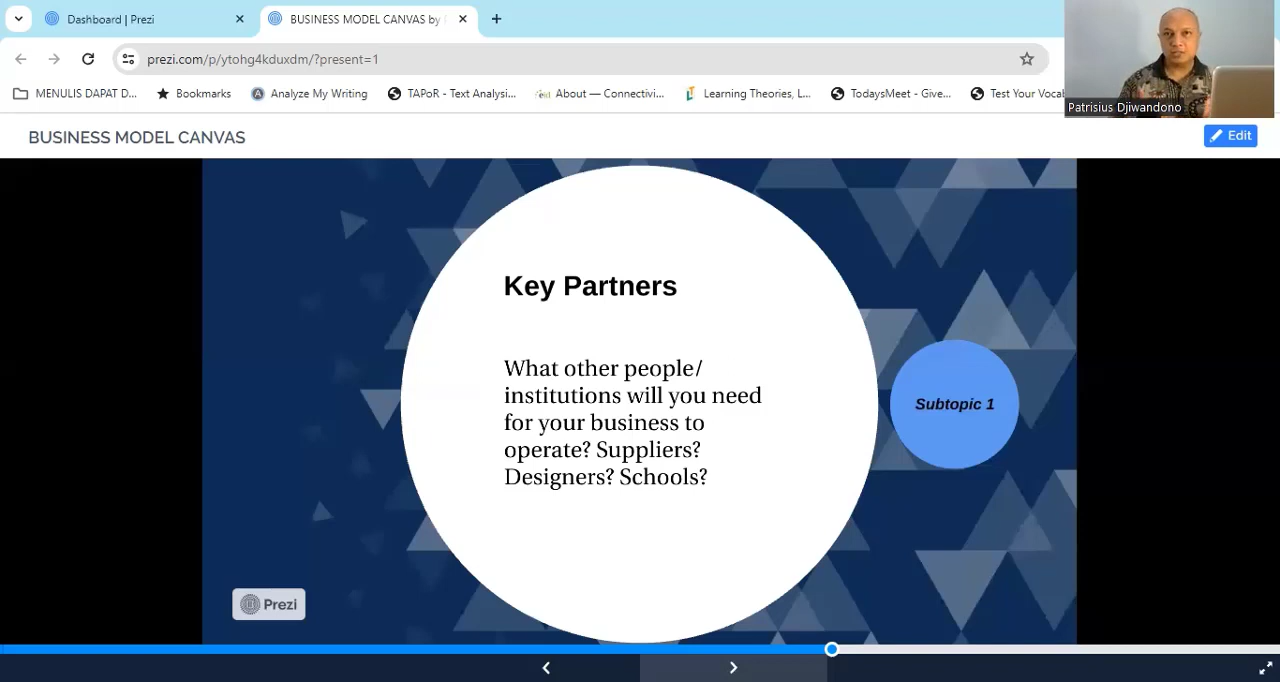 Dashboard | Prezi
BUSINESS MODEL CANVAS by
prezi.com/p/ytohg4kduxdm/?present=1
MENULIS DAPAT D...
Bookmarks
Analyze My Writing
TAPoR - Text Analysi...
About — Connectivi...
Learning Theories, L...
TodaysMeet - Give...
Test Your Vocab
Patrisius Djiwandono
BUSINESS MODEL CANVAS
Edit
Key Partners
What other people/
institutions will you need
for your business to
operate? Suppliers?
Designers? Schools?
Subtopic 1
Prezi